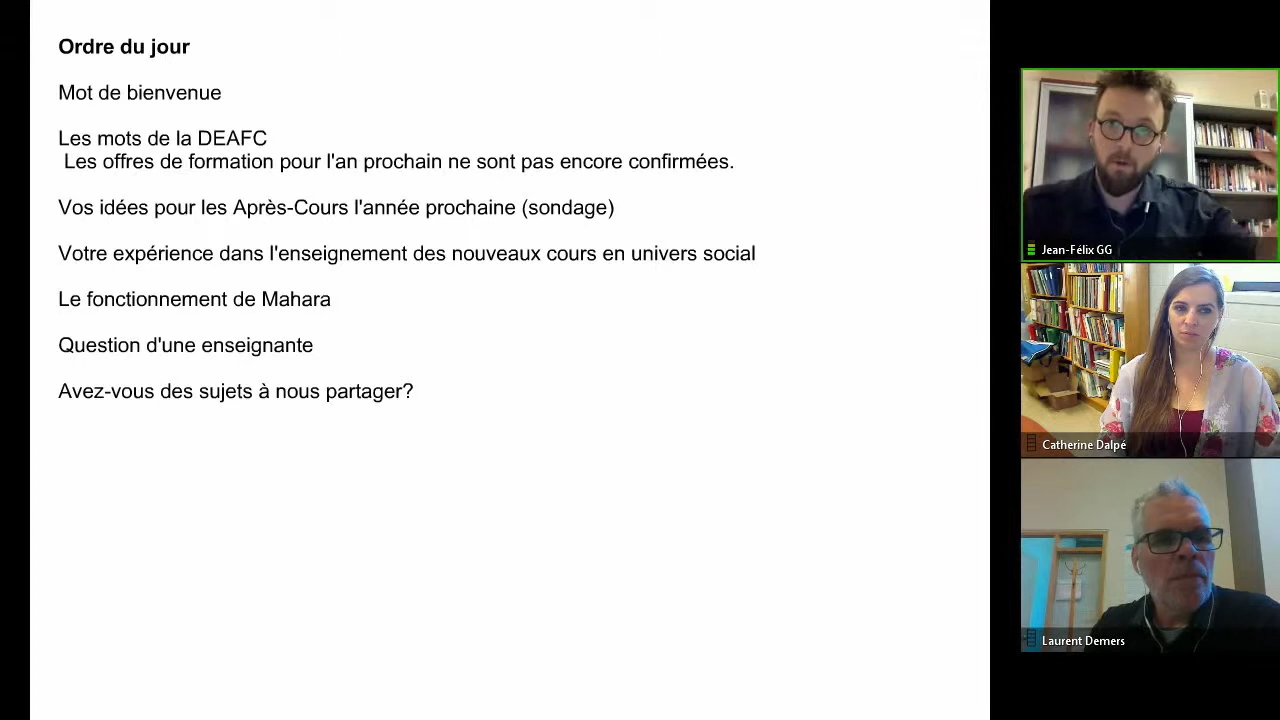 Ordre du jour
Mot de bienvenue
Les mots de la DEAFC
Les offres de formation pour l'an prochain ne sont pas encore confirmées.
Vos idées pour les Après-Cours l'année prochaine (sondage)
Votre expérience dans l'enseignement des nouveaux cours en univers social
Le fonctionnement de Mahara
Question d'une enseignante
Avez-vous des sujets à nous partager?
Jean-Félix GG
Catherine Dalpé
Laurent Demers